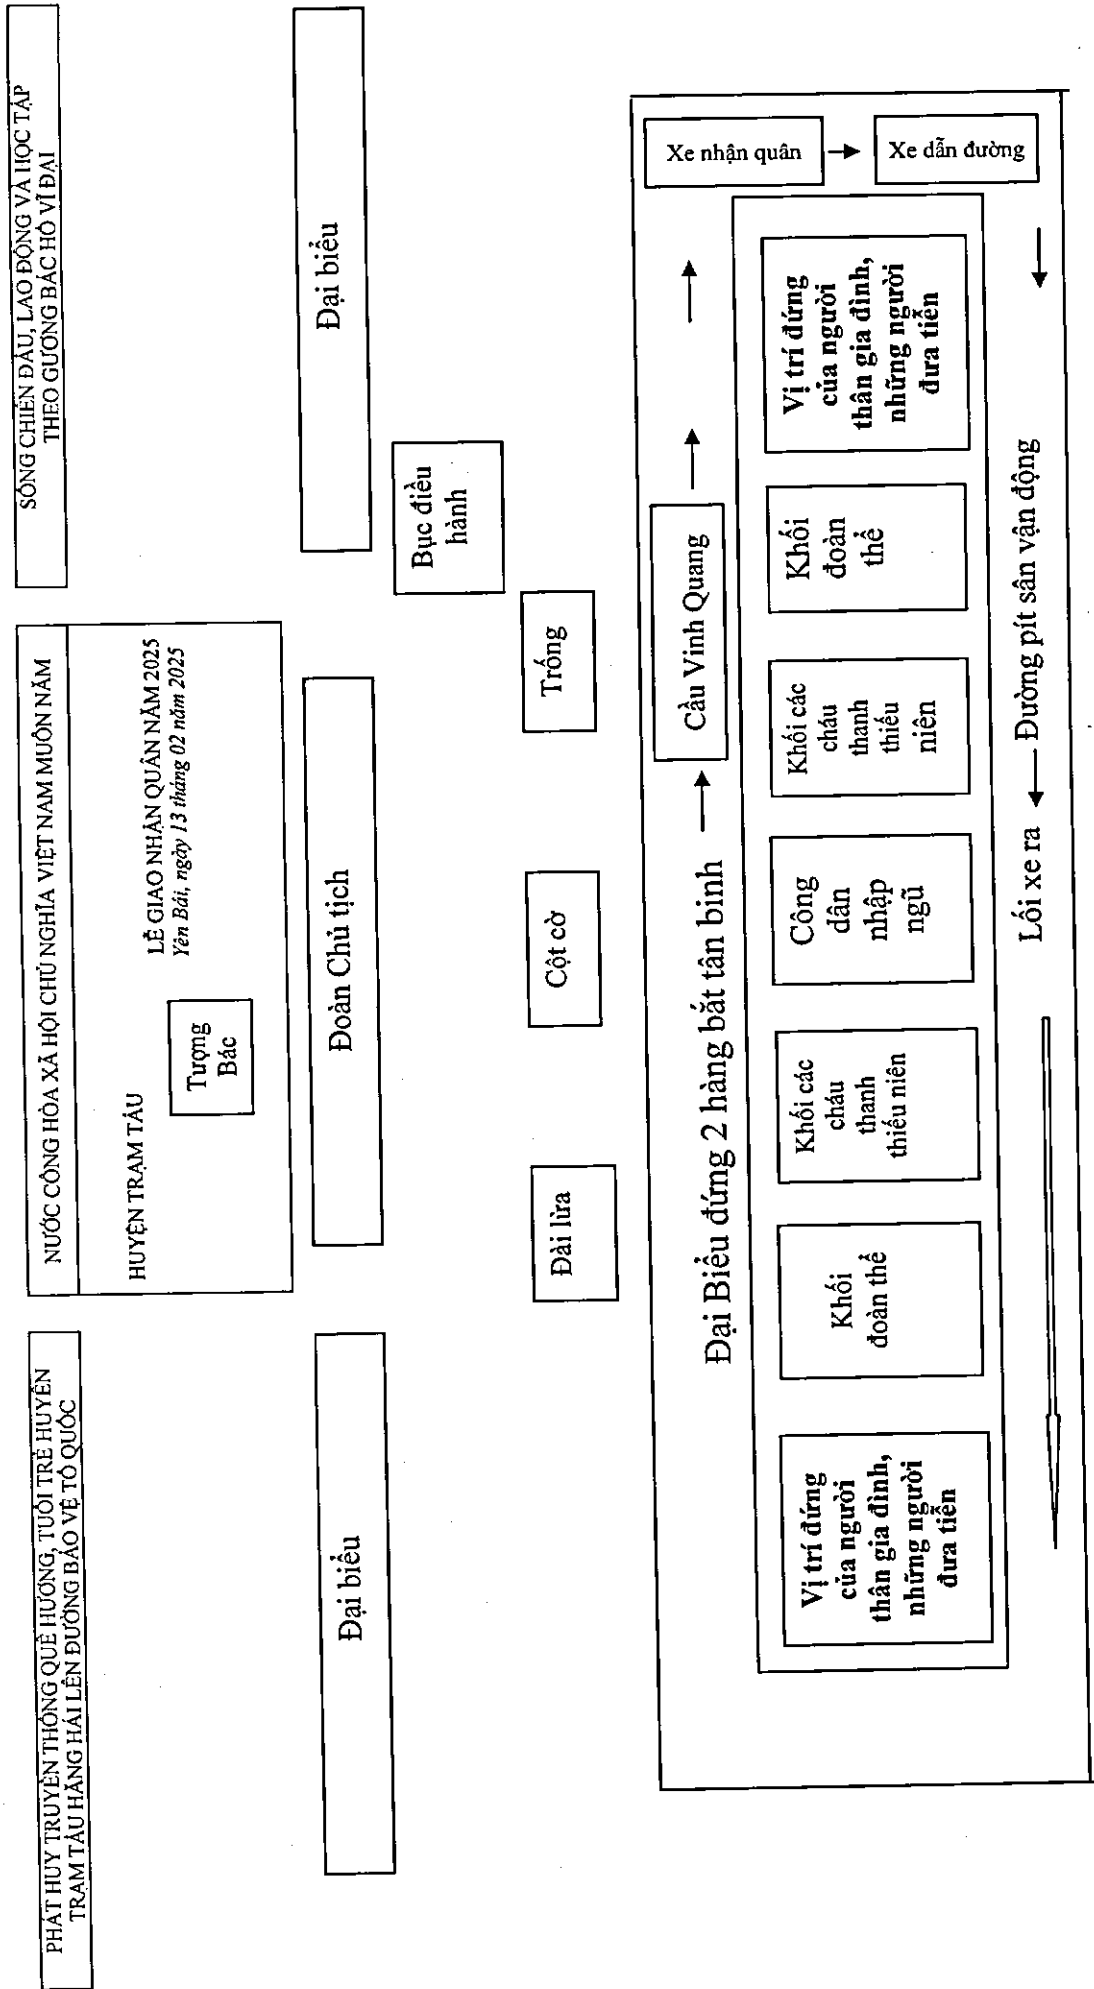 PHÁT HUY TRUYỀN THỐNG QUÊ HƯƠNG, TUỔI TRẺ HUYỆN
TRẠM TẤU HĂNG HÁI LÊN ĐƯỜNG BẢO VỆ TỔ QUỐC
NƯỚC CỘNG HÒA XÃ HỘI CHỦ NGHĨA VIỆT NAM MUÔN NĂM
SỐNG CHIẾN ĐẤU, LAO ĐỘNG VÀ HỌC TẬP
THEO GƯƠNG BÁC HỒ VĨ ĐẠI
HUYỆN TRẠM TẤU
LỄ GIAO NHẬN QUÂN NĂM 2025
Yên Bái, ngày 13 tháng 02 năm 2025
Tượng
Bác
Đại biểu
Đoàn Chủ tịch
Đại biểu
Bục điều
hành
Đài lửa
Cột cờ
Trống
Đại Biểu đứng 2 hàng bắt tân binh
Cầu Vinh Quang
Xe nhận quân
Xe dẫn đường
Vị trí đứng
của người
thân gia đình,
những người
đưa tiễn
Khối
đoàn thể
Khối các
cháu
thanh
thiếu niên
Công
dân
nhập
ngũ
Khối các
cháu
thanh
thiếu
niên
Khối
đoàn
thể
Vị trí đứng
của người
thân gia đình,
những người
đưa tiễn
Lối xe ra
Đường pít sân vận động